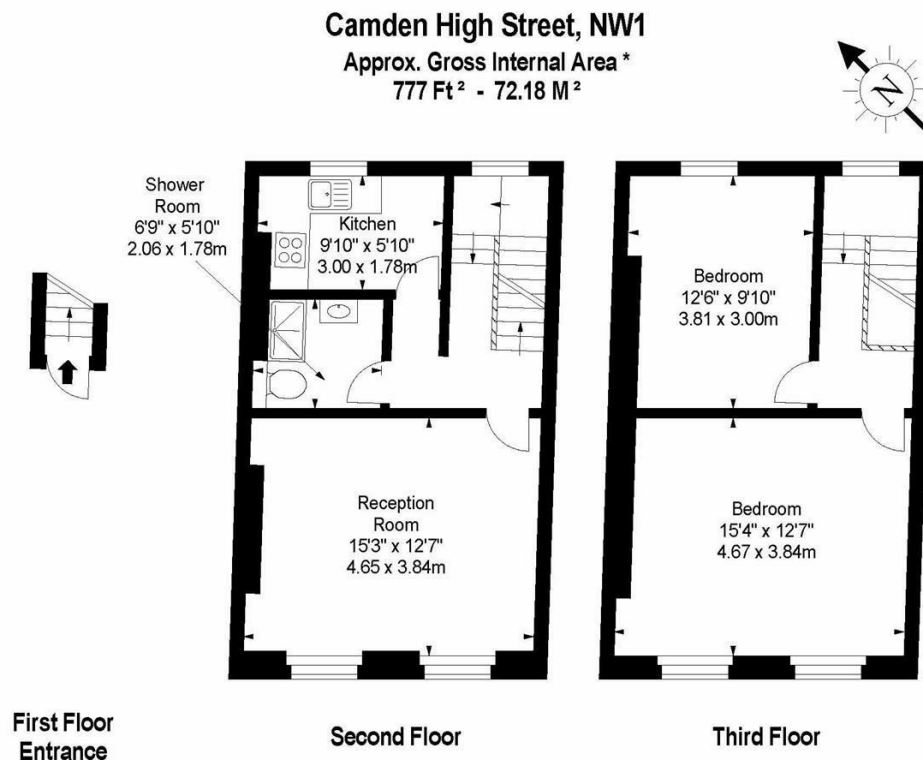 Camden High Street, NW1
Approx. Gross Internal Area *
777 Ft ² - 72.18 M ²
N
Shower
Room
6'9" x 5'10"
2.06 x 1.78m
Kitchen
9'10" x 5'10"
3.00 x 1.78m
Bedroom
12'6" x 9'10"
3.81 x 3.00m
Reception
Room
15'3" x 12'7"
4.65 x 3.84m
Bedroom
15'4" x 12'7"
4.67 x 3.84m
First Floor
Entrance
Second Floor
Third Floor